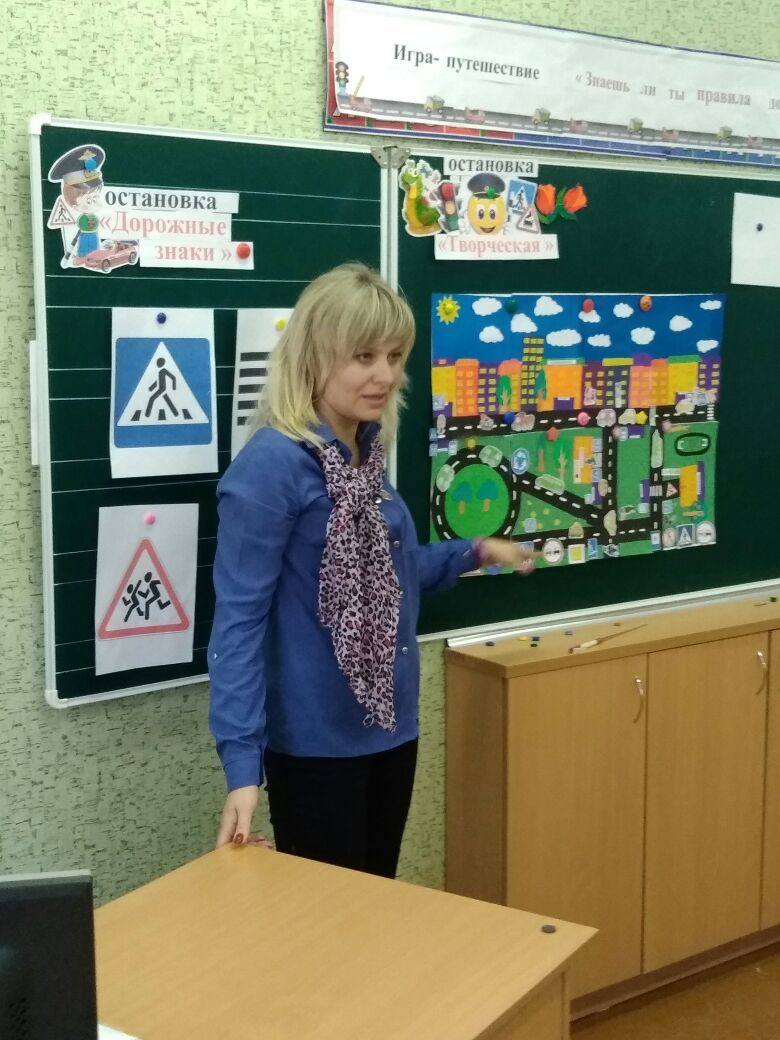 Игра- путешествие « Знаешь ли ты правила
остановка
«Дорожные
знаки »
остановка
«Творческая »